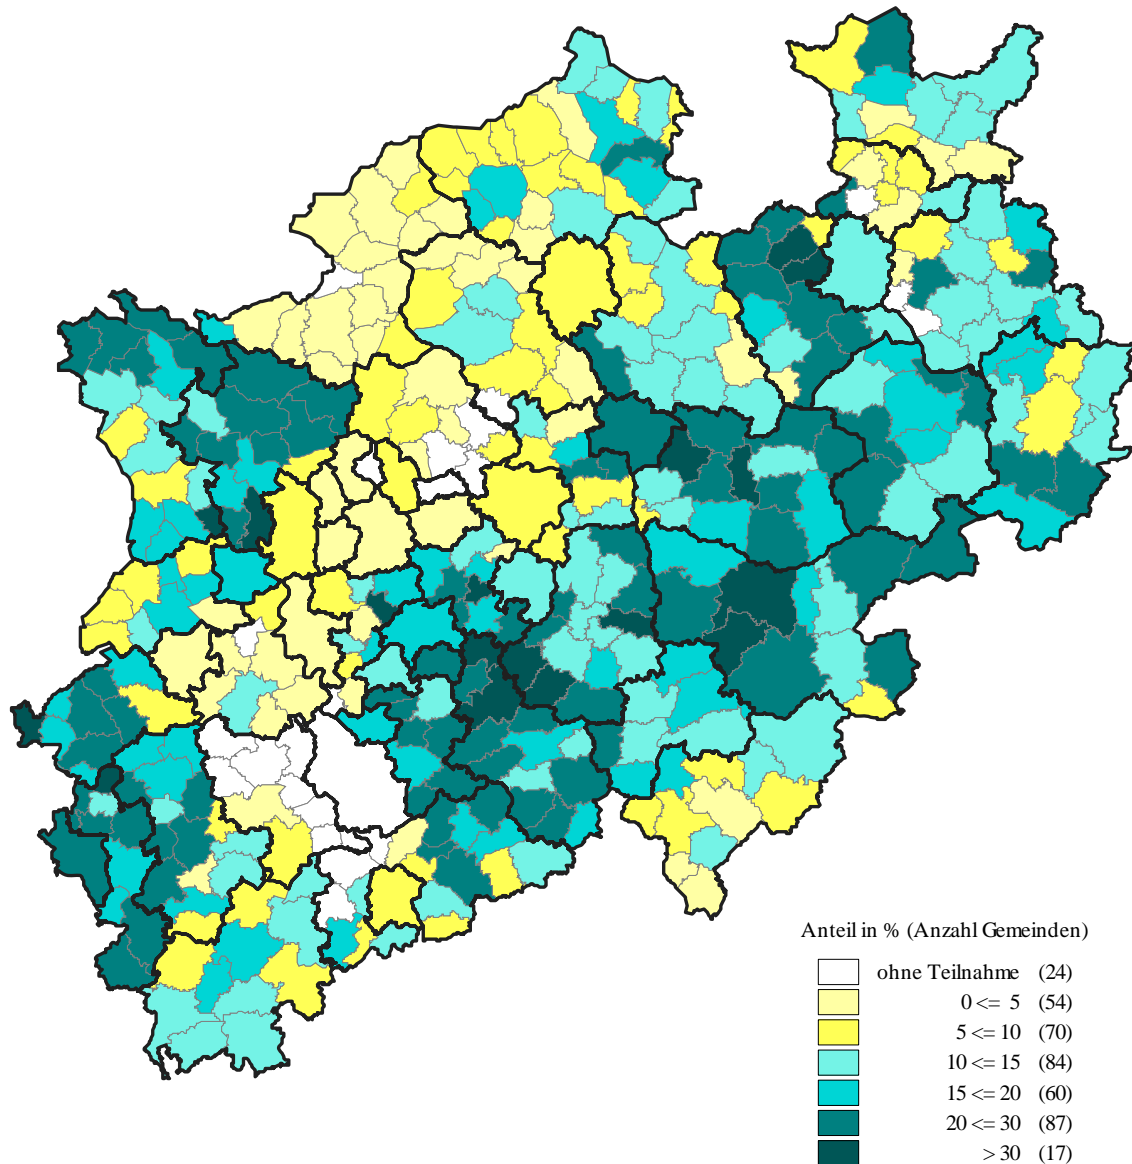 Anteil in % (Anzahl Gemeinden)
ohne Teilnahme (24)
0 <= 5 (54)
5 <= 10 (70)
10 <= 15 (84)
15 <= 20 (60)
20 <= 30 (87)
> 30 (17)